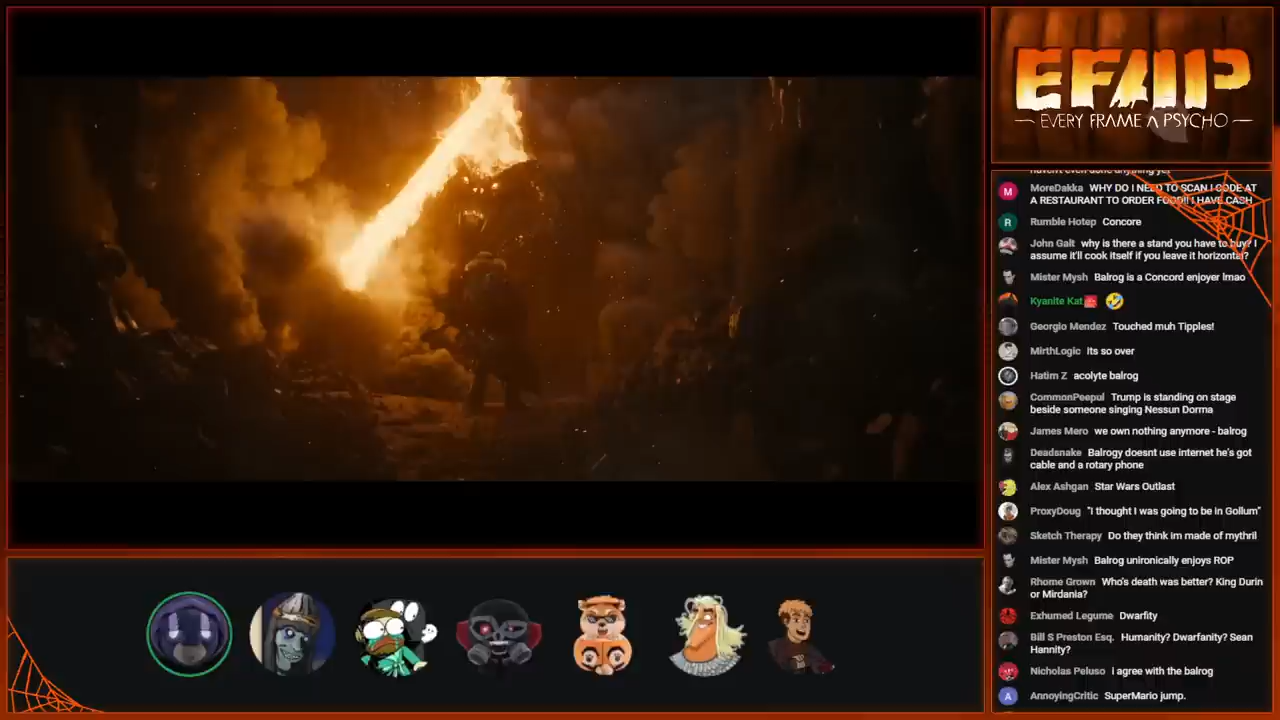 EFAP
EVERY FRAME A PSYCHO
haven't even done anything yet
MoreDakka WHY DO I NEED TO SCAN I CODE AT
A RESTAURANT TO ORDER FOOD!! I HAVE CASH
Rumble Hotep Concore
John Galt why is there a stand you have to buy? I
assume it'll cook itself if you leave it horizontal?
Mister Mysh Balrog is a Concord enjoyer lmao
Kyanite Kat
Georgio Mendez Touched muh Tipples!
MirthLogic Its so over
Hatim Z acolyte balrog
CommonPeepul Trump is standing on stage
beside someone singing Nessun Dorma
James Mero we own nothing anymore - balrog
Deadsnake Balrogy doesnt use internet he's got
cable and a rotary phone
Alex Ashgan Star Wars Outlast
ProxyDoug "I thought I was going to be in Gollum"
Sketch Therapy Do they think im made of mythril
Mister Mysh Balrog unironically enjoys ROP
Rhome Grown Who's death was better? King Durin
or Mirdania?
Exhumed Legume Dwarfity
Bill S Preston Esq. Humanity? Dwarfanity? Sean
Hannity?
Nicholas Peluso i agree with the balrog
AnnoyingCritic SuperMario jump.